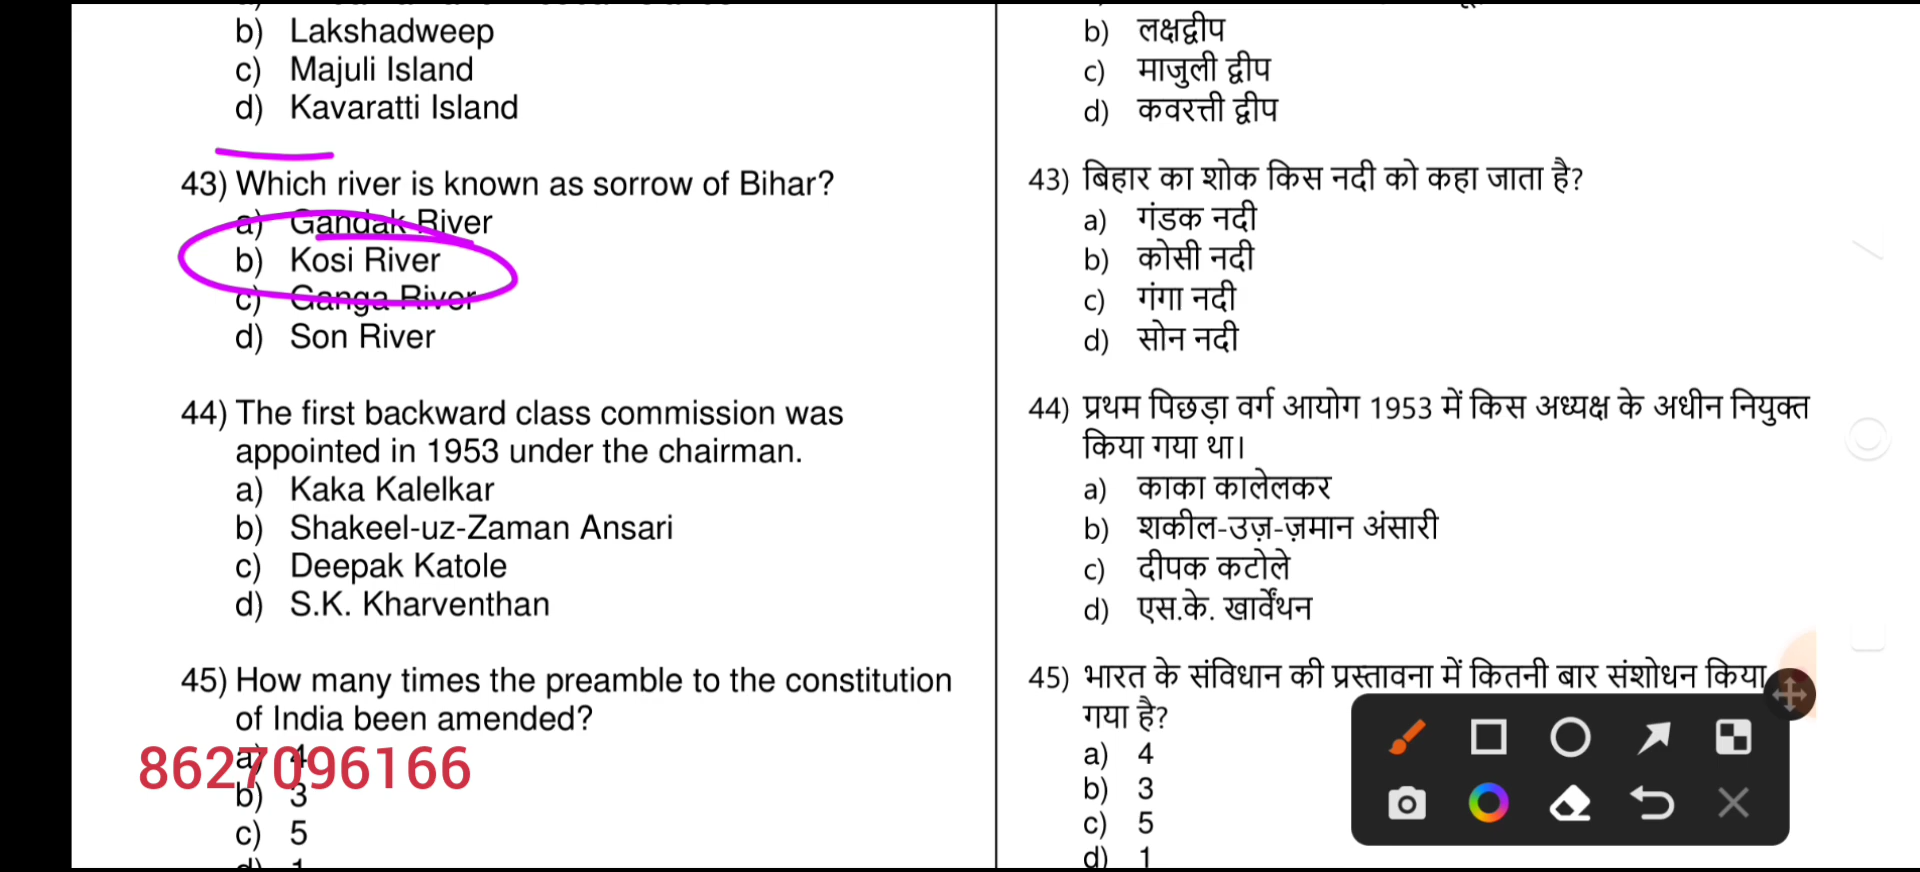 b) Lakshadweep
c) Majuli Island
d) Kavaratti Island
43) Which river is known as sorrow of Bihar?
a) Gandak River
b) Kosi River
c) Ganga River
d) Son River
44) The first backward class commission was
appointed in 1953 under the chairman.
a) Kaka Kalelkar
b) Shakeel-uz-Zaman Ansari
c) Deepak Katole
d) S.K. Kharventhan
45) How many times the preamble to the constitution
of India been amended?
a) 4
8627096166
b) 3
c) 5
d) 1
b) लक्षद्वीप
c) माजुली द्वीप
d) कवरत्ती द्वीप
43) बिहार का शोक किस नदी को कहा जाता है?
a) गंडक नदी
b) कोसी नदी
c) गंगा नदी
d) सोन नदी
44) प्रथम पिछड़ा वर्ग आयोग 1953 में किस अध्यक्ष के अधीन नियुक्त
किया गया था।
a) काका कालेलकर
b) शकील-उज़-ज़मान अंसारी
c) दीपक कटोले
d) एस.के. खार्वेंथन
45) भारत के संविधान की प्रस्तावना में कितनी बार संशोधन किया
गया है?
a) 4
b) 3
c) 5
d) 1